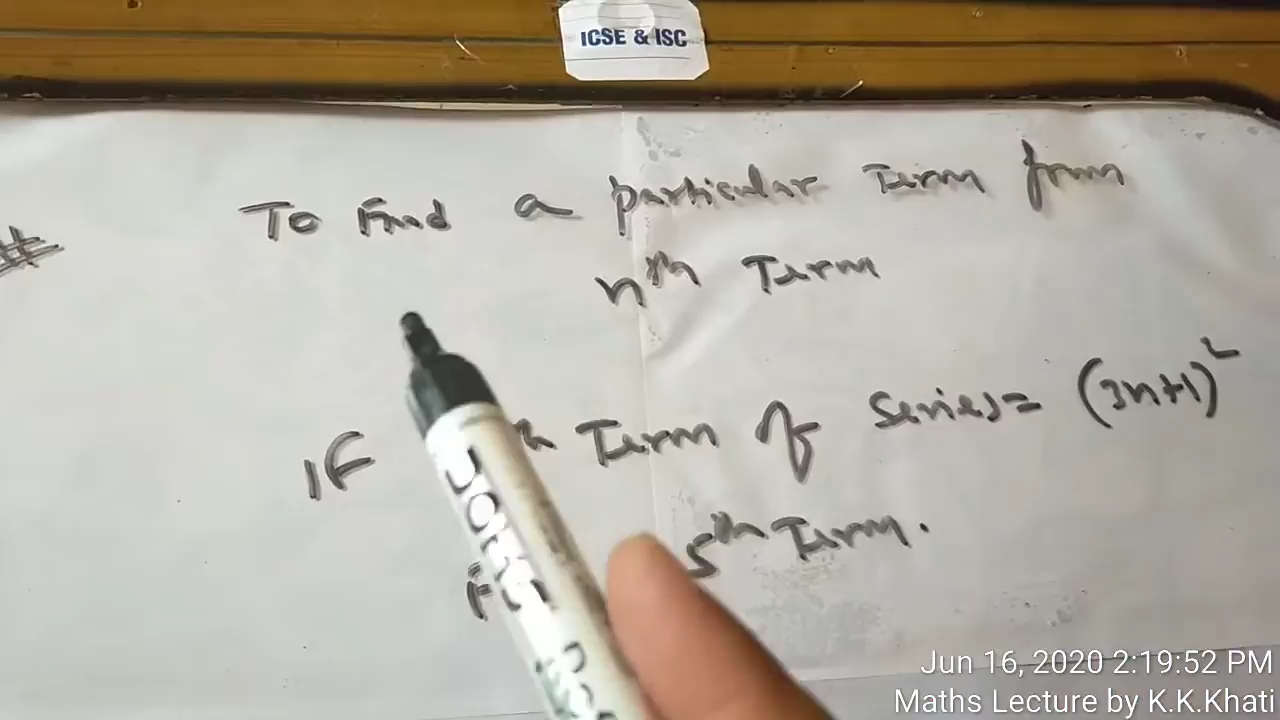 ICSE & ISC
# To Find a particular Term from
nth Term
IF Term of series = (3n+1)²
5th Term.
Jun 16, 2020 2:19:52 PM
Maths Lecture by K.K.Khati